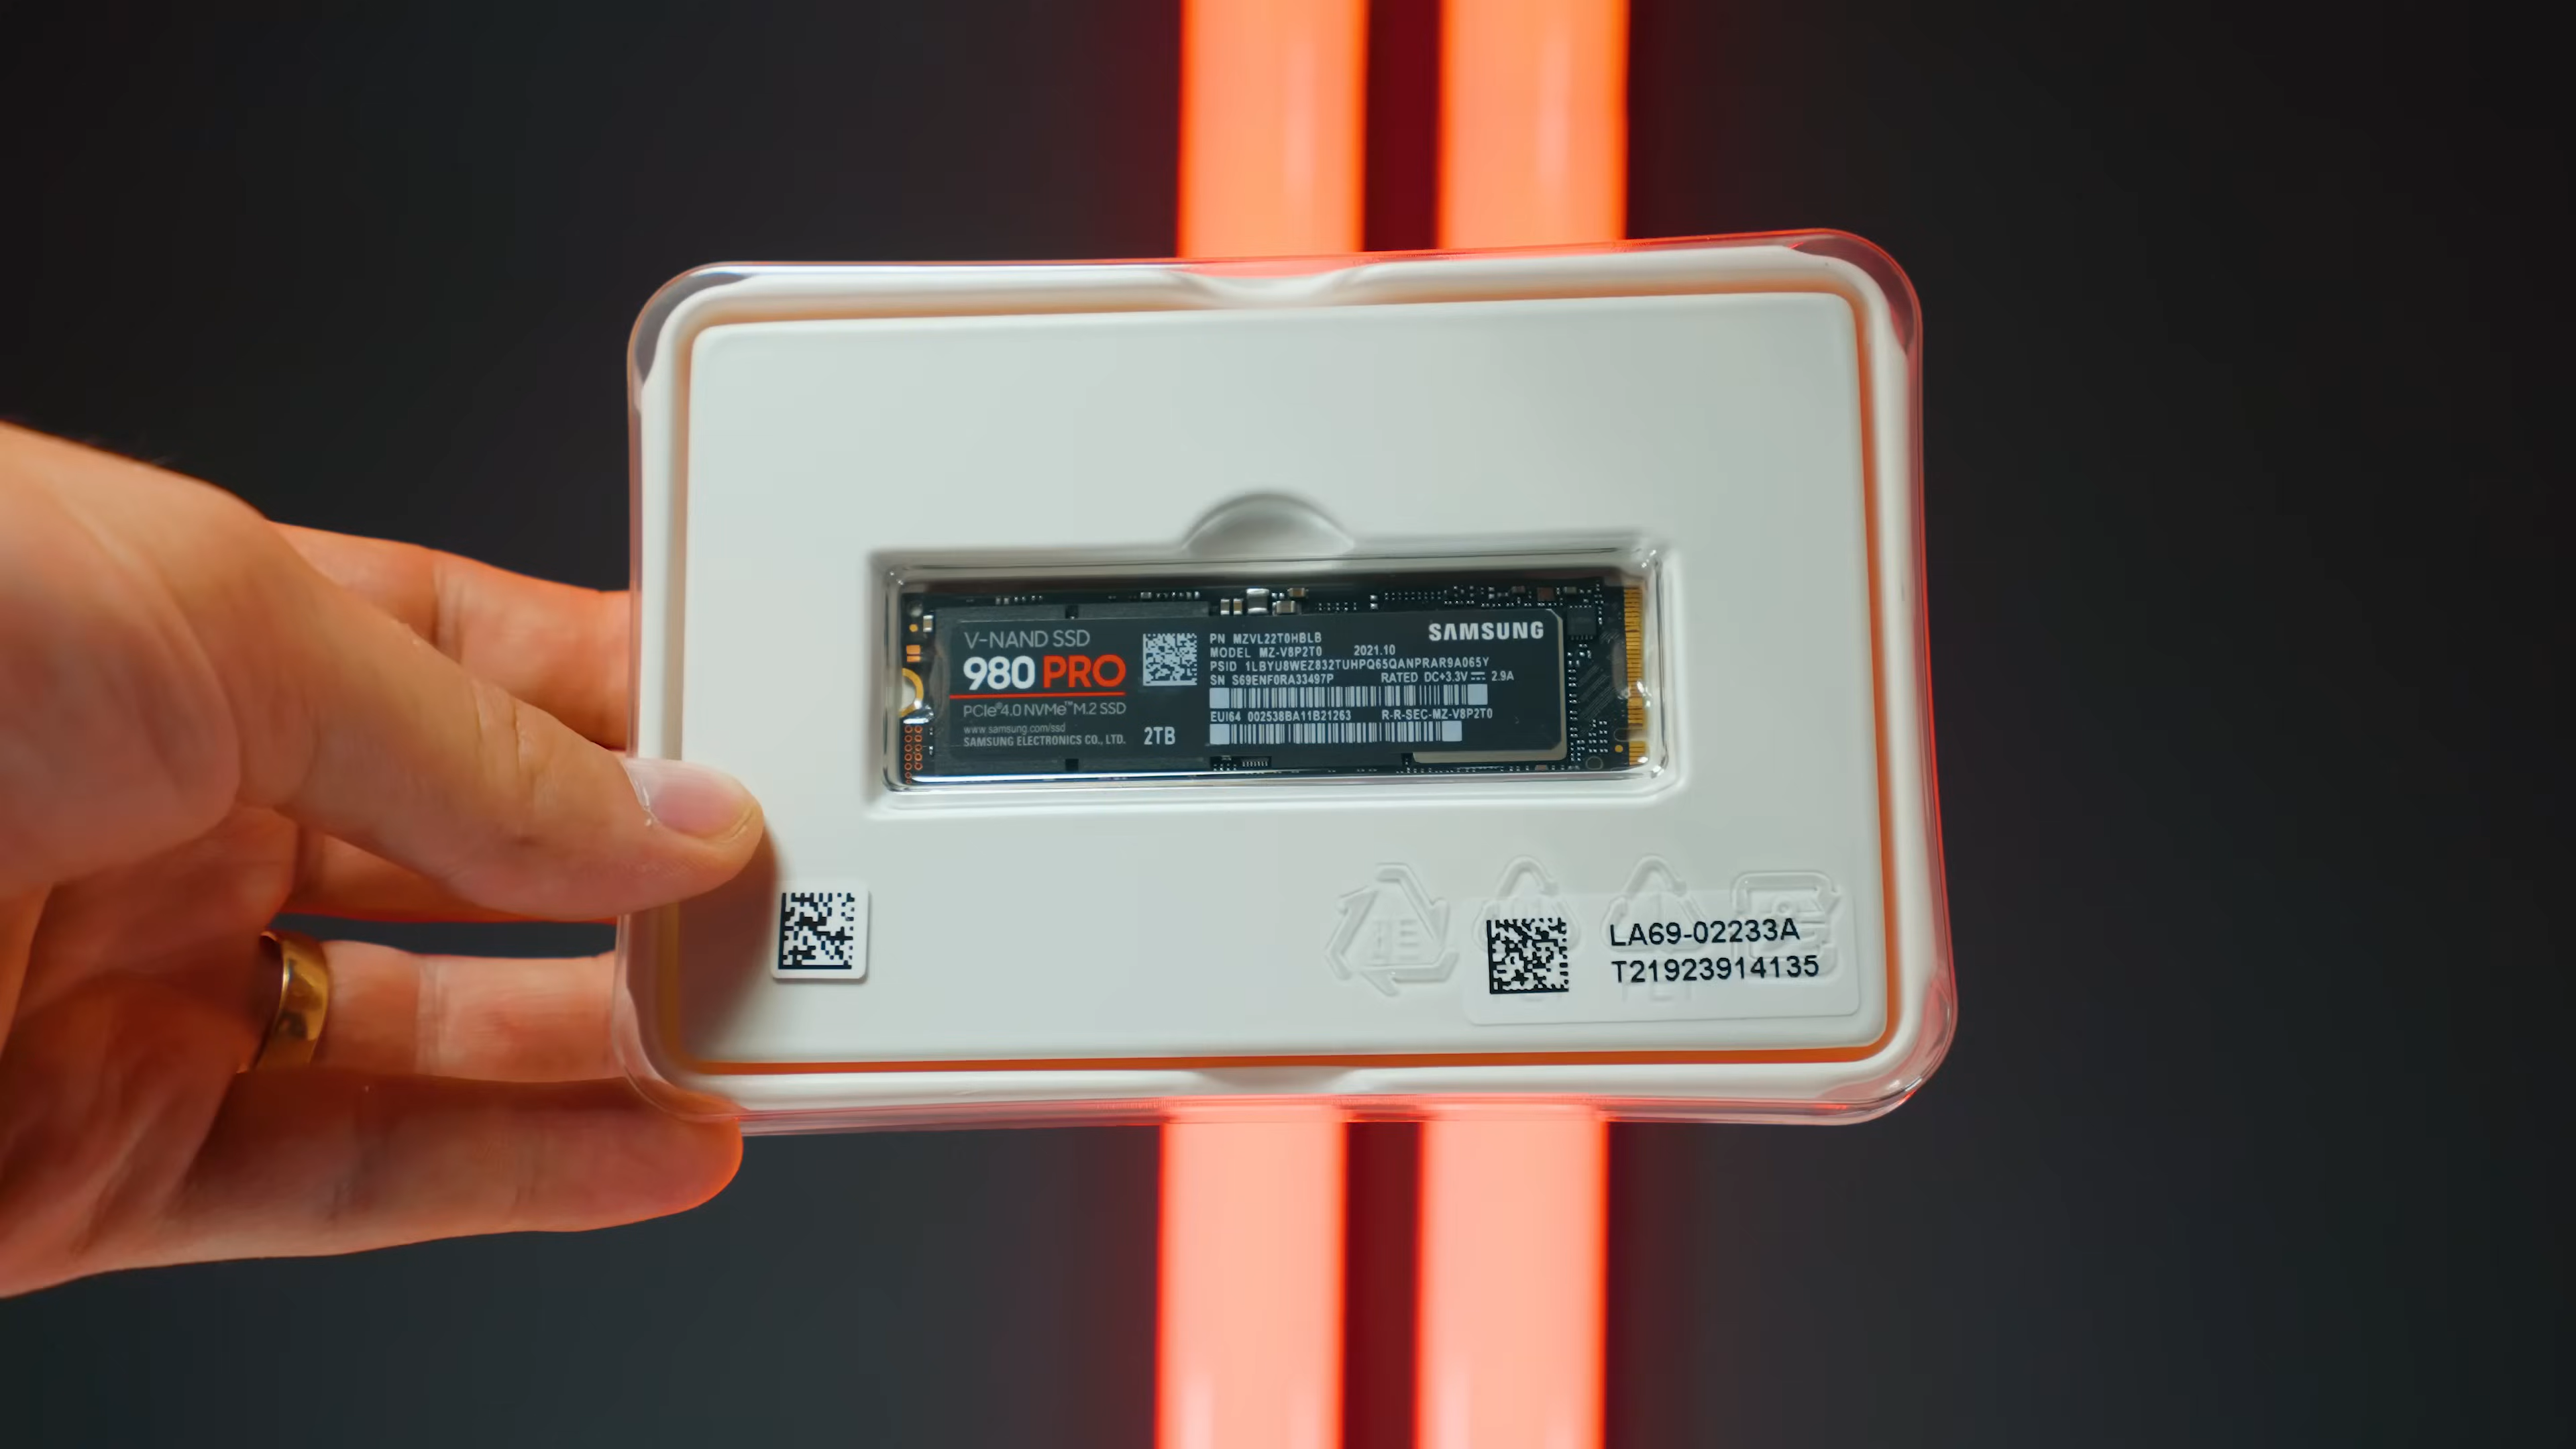 V-NAND SSD
980 PRO
PCIe® 4.0 NVMe™ M.2 SSD
www.samsung.com/ssd
SAMSUNG ELECTRONICS CO., LTD.
2TB
SAMSUNG
PN MZVL22T0HBLB
MODEL MZ-V8P2T0 2021.10
PSID 1LBYU8WEZ832TUHPQ65QANPRAR9A065Y
SN S69ENF0RA33497P RATED DC+3.3V⎓ 2.9A
EUI64 002538BA11B21263 R-R-SEC-MZ-V8P2T0
LA69-02233A
T21923914135